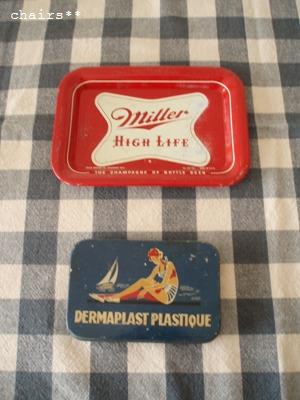 chairs**
Miller
HIGH LIFE
THE CHAMPAGNE OF BOTTLE BEER
DERMAPLAST PLASTIQUE